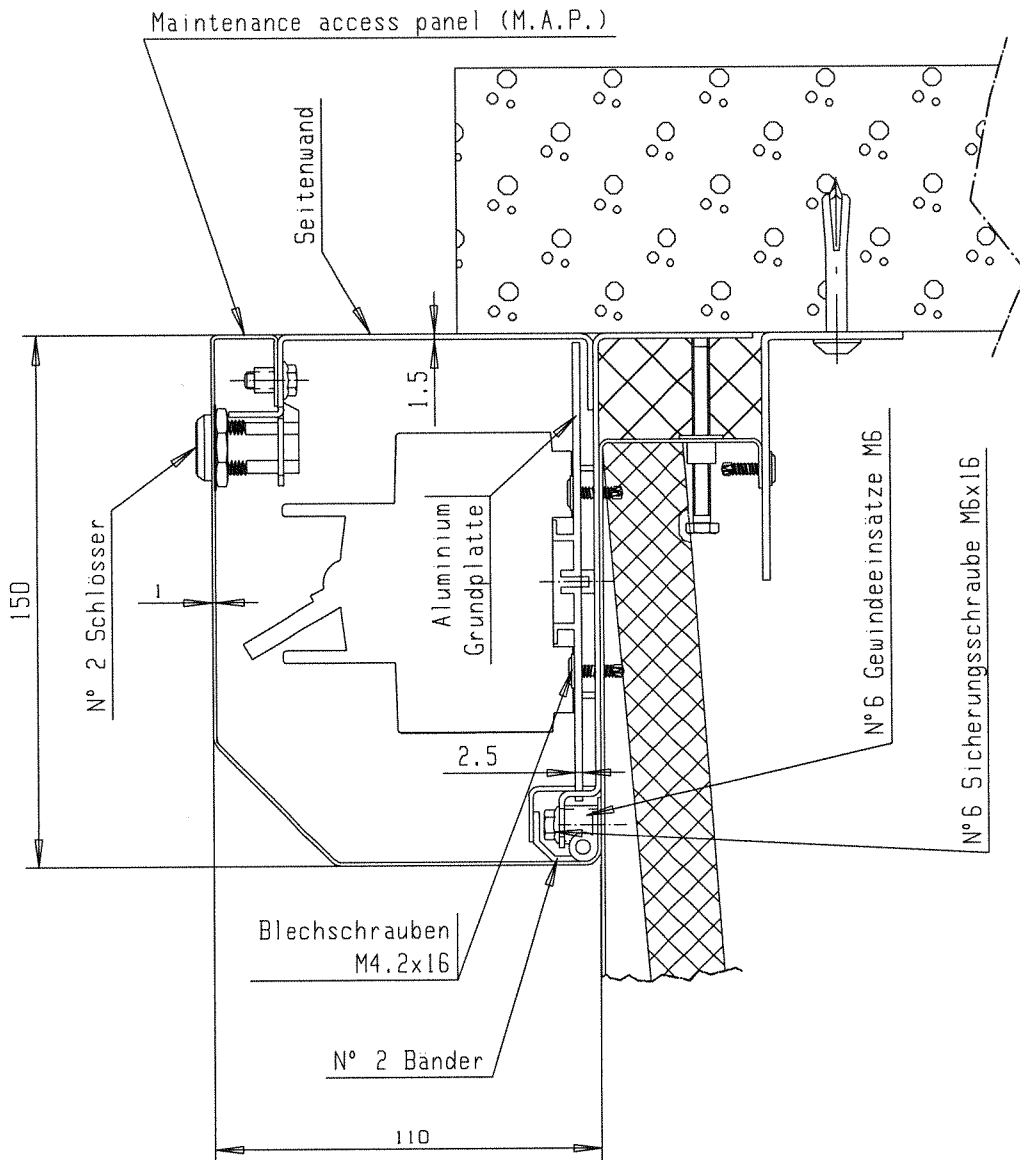 Maintenance access panel (M.A.P.)
Seitenwand
1.5
N° 2 Schlösser
150
1
Aluminium
Grundplatte
2.5
N°6 Gewindeeinsätze M6
N°6 Sicherungsschraube M6x16
Blechschrauben
M4.2x16
N° 2 Bänder
110